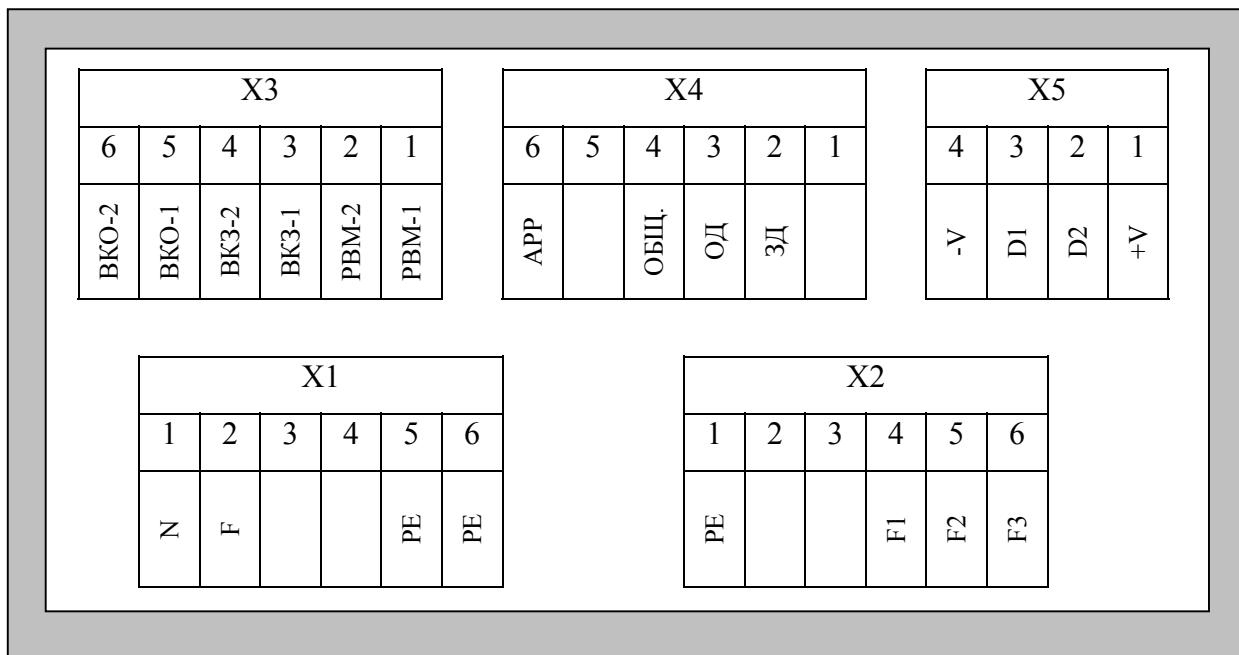 X3 X4 X5
6 5 4 3 2 1 6 5 4 3 2 1 4 3 2 1
ВКО-2 ВКО-1 ВКЗ-2 ВКЗ-1 РВМ-2 РВМ-1 АРР ОБЩ. ОД ЗД -V D1 D2 +V
X1 X2
1 2 3 4 5 6 1 2 3 4 5 6
N F PE PE PE F1 F2 F3